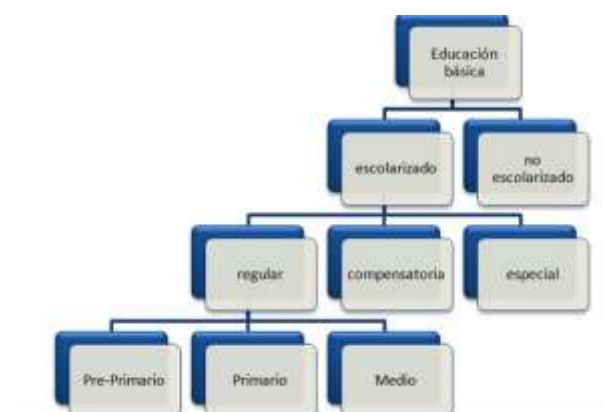 Educación
básica
escolarizado
no
escolarizado
regular
compensatoria
especial
Pre-Primario
Primario
Medio